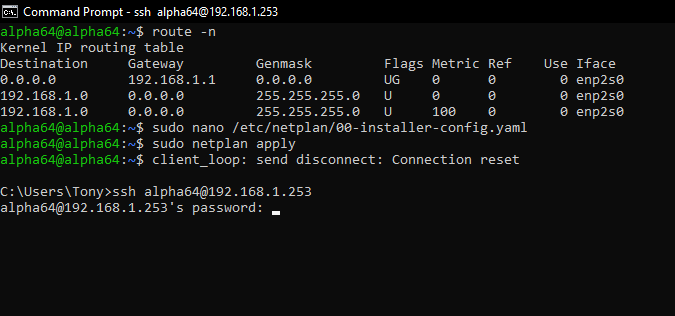 Command Prompt - ssh alpha64@192.168.1.253
alpha64@alpha64:~$ route -n
Kernel IP routing table
Destination     Gateway         Genmask         Flags Metric Ref    Use Iface
0.0.0.0         192.168.1.1     0.0.0.0         UG    0      0        0 enp2s0
192.168.1.0     0.0.0.0         255.255.255.0   U     0      0        0 enp2s0
192.168.1.0     0.0.0.0         255.255.255.0   U     100    0        0 enp2s0
alpha64@alpha64:~$ sudo nano /etc/netplan/00-installer-config.yaml
alpha64@alpha64:~$ sudo netplan apply
alpha64@alpha64:~$ client_loop: send disconnect: Connection reset
C:\Users\Tony>ssh alpha64@192.168.1.253
alpha64@192.168.1.253's password: